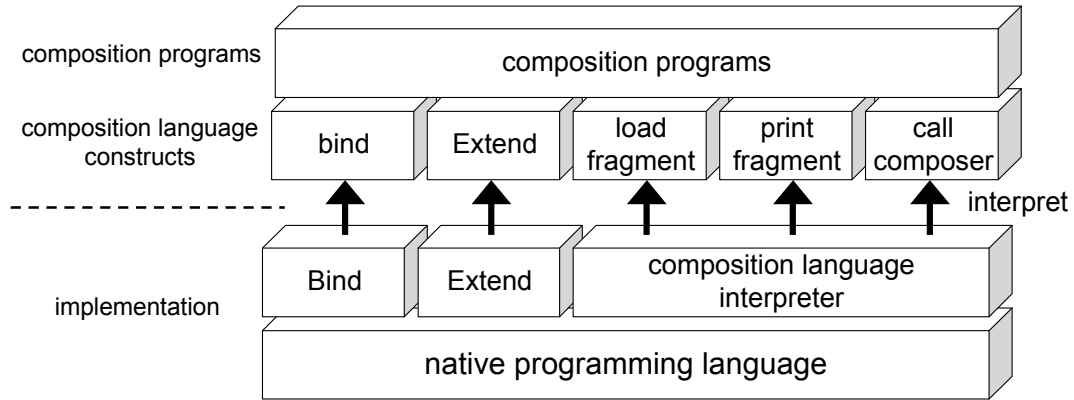 composition programs
composition programs
composition language
constructs
bind
Extend
load
fragment
print
fragment
call
composer
interpret
implementation
Bind
Extend
composition language
interpreter
native programming language